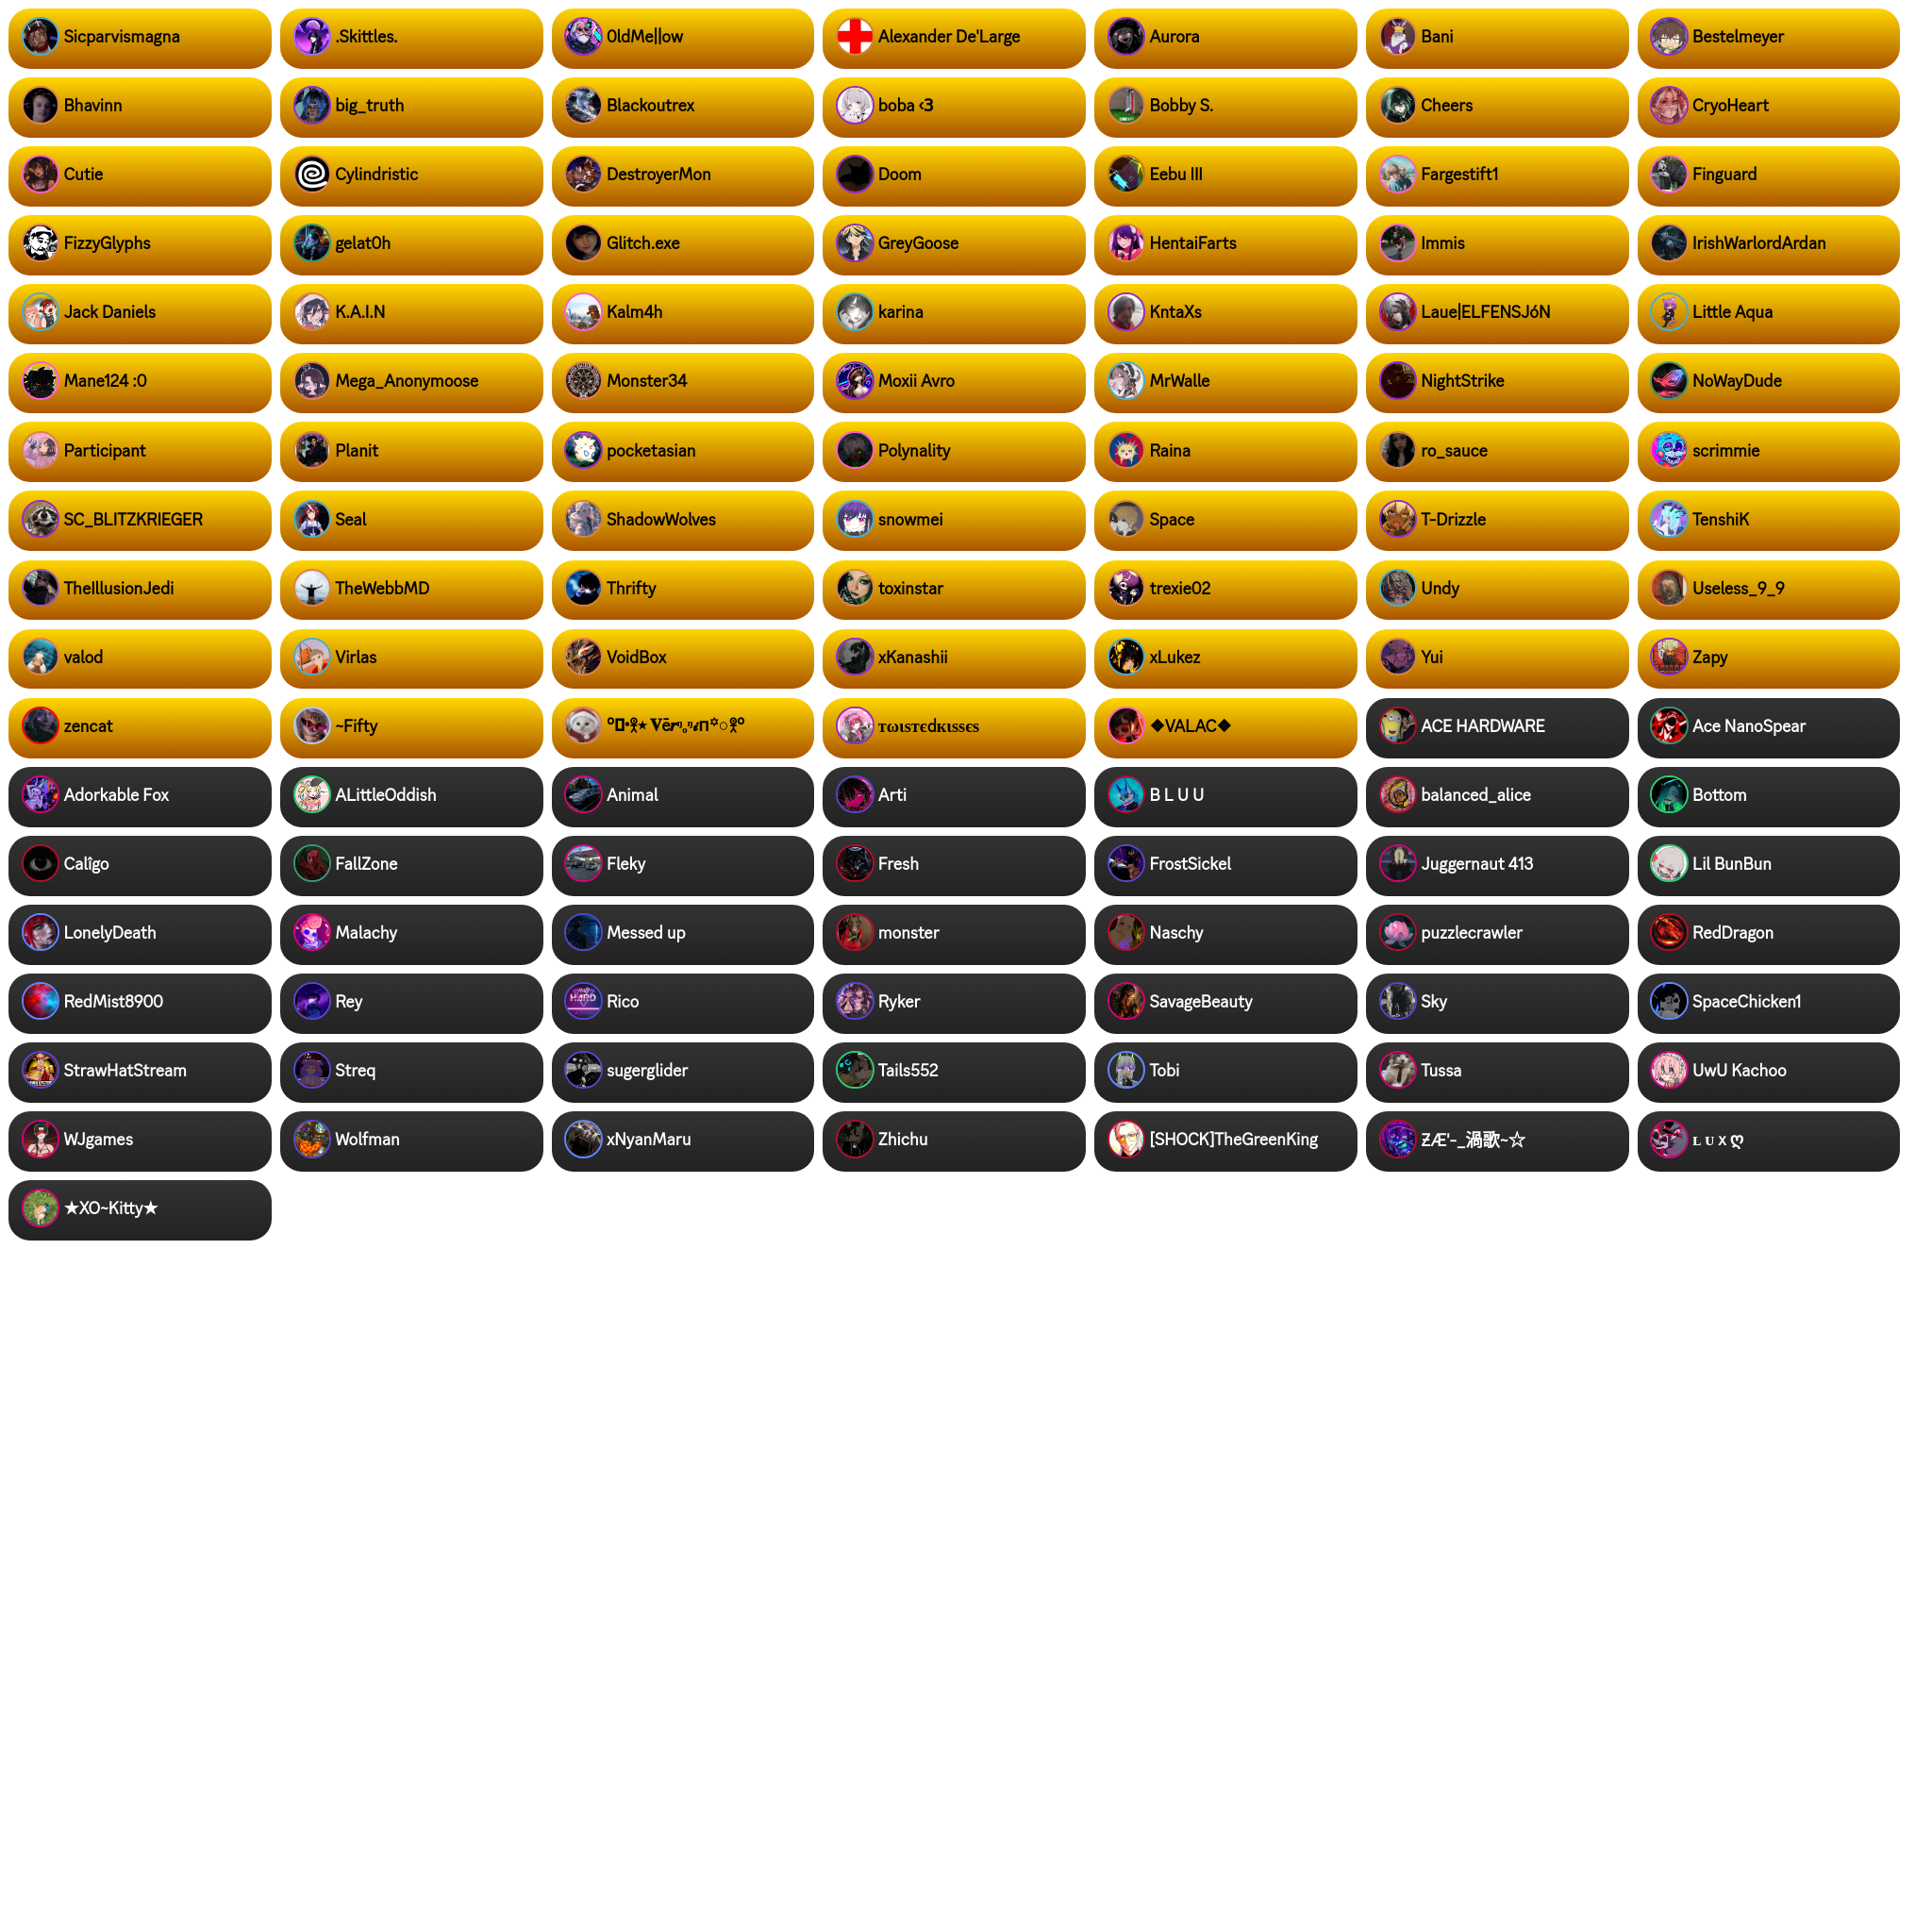 Sicparvismagna
.Skittles.
0ldMe||ow
Alexander De'Large
Aurora
Bani
Bestelmeyer
Bhavinn
big_truth
Blackoutrex
boba <3
Bobby S.
Cheers
CryoHeart
Cutie
Cylindristic
DestroyerMon
Doom
Eebu III
Fargestift1
Finguard
FizzyGlyphs
gelat0h
Glitch.exe
GreyGoose
HentaiFarts
Immis
IrishWarlordArdan
Jack Daniels
K.A.I.N
Kalm4h
karina
KntaXs
Laue|ELFENSJóN
Little Aqua
Mane124 :0
Mega_Anonymoose
Monster34
Moxii Avro
MrWalle
NightStrike
NoWayDude
Participant
Planit
pocketasian
Polynality
Raina
ro_sauce
scrimmie
SC_BLITZKRIEGER
Seal
ShadowWolves
snowmei
Space
T-Drizzle
TenshiK
TheIllusionJedi
TheWebbMD
Thrifty
toxinstar
trexie02
Undy
Useless_9_9
valod
Virlas
VoidBox
xKanashii
xLukez
Yui
Zapy
zencat
~Fifty
тωιѕтє∂кιѕѕєѕ
❖VALAC❖
ACE HARDWARE
Ace NanoSpear
Adorkable Fox
ALittleOddish
Animal
Arti
B L U U
balanced_alice
Bottom
Calîgo
FallZone
Fleky
Fresh
FrostSickel
Juggernaut 413
Lil BunBun
LonelyDeath
Malachy
Messed up
monster
Naschy
puzzlecrawler
RedDragon
RedMist8900
Rey
Rico
Ryker
SavageBeauty
Sky
SpaceChicken1
StrawHatStream
Streq
sugerglider
Tails552
Tobi
Tussa
UwU Kachoo
WJgames
Wolfman
xNyanMaru
Zhichu
[SHOCK]TheGreenKing
ƵÆ'-_渦歌~☆
ʟ ᴜ x ღ
★XO~Kitty★